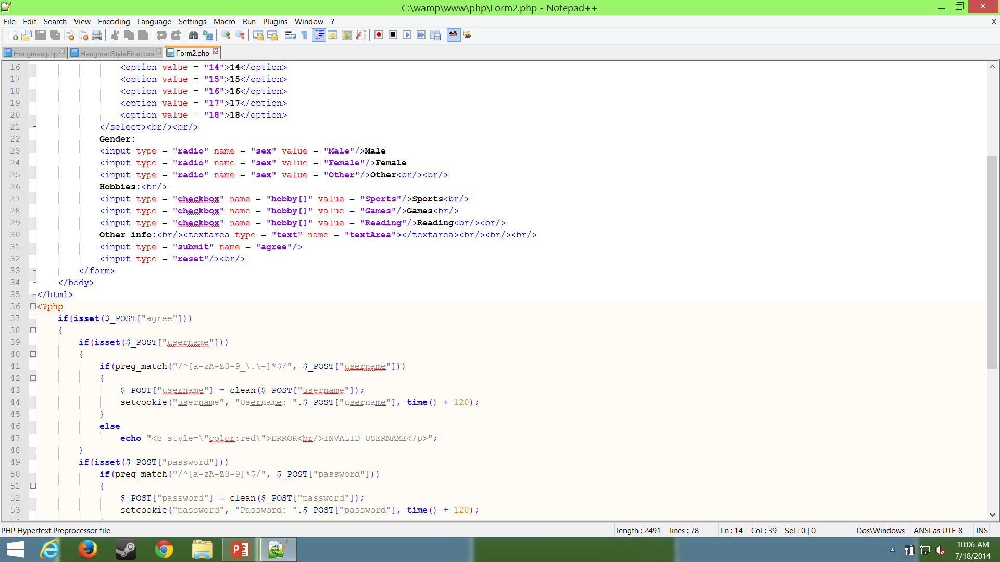 C:\wamp\www\php\Form2.php - Notepad++
File Edit Search View Encoding Language Settings Macro Run Plugins Window ? X
ABC
Hangman.php HangmanStyleFinal.css Form2.php
16 <option value = "14">14</option>
17 <option value = "15">15</option>
18 <option value = "16">16</option>
19 <option value = "17">17</option>
20 <option value = "18">18</option>
21 </select><br/><br/>
22 Gender:
23 <input type = "radio" name = "sex" value = "Male"/>Male
24 <input type = "radio" name = "sex" value = "Female"/>Female
25 <input type = "radio" name = "sex" value = "Other"/>Other<br/><br/>
26 Hobbies:<br/>
27 <input type = "checkbox" name = "hobby[]" value = "Sports"/>Sports<br/>
28 <input type = "checkbox" name = "hobby[]" value = "Games"/>Games<br/>
29 <input type = "checkbox" name = "hobby[]" value = "Reading"/>Reading<br/><br/>
30 Other info:<br/><textarea type = "text" name = "textArea"></textarea><br/><br/><br/>
31 <input type = "submit" name = "agree"/>
32 <input type = "reset"/><br/>
33 </form>
34 </body>
35 </html>
36 <?php
37 if(isset($_POST["agree"]))
38 {
39 if(isset($_POST["username"]))
40 {
41 if(preg_match("/^[a-zA-Z0-9_\.\-]*$/", $_POST["username"]))
42 {
43 $_POST["username"] = clean($_POST["username"]);
44 setcookie("username", "Username: ".$_POST["username"], time() + 120);
45 }
46 else
47 echo "<p style=\"color:red\">ERROR<br/>INVALID USERNAME</p>";
48 }
49 if(isset($_POST["password"]))
50 if(preg_match("/^[a-zA-Z0-9]*$/", $_POST["password"]))
51 {
52 $_POST["password"] = clean($_POST["password"]);
53 setcookie("password", "Password: ".$_POST["password"], time() + 120);
PHP Hypertext Preprocessor file length : 2491 lines : 78 Ln : 14 Col : 39 Sel : 0 | 0 Dos\Windows ANSI as UTF-8 INS
10:06 AM
7/18/2014